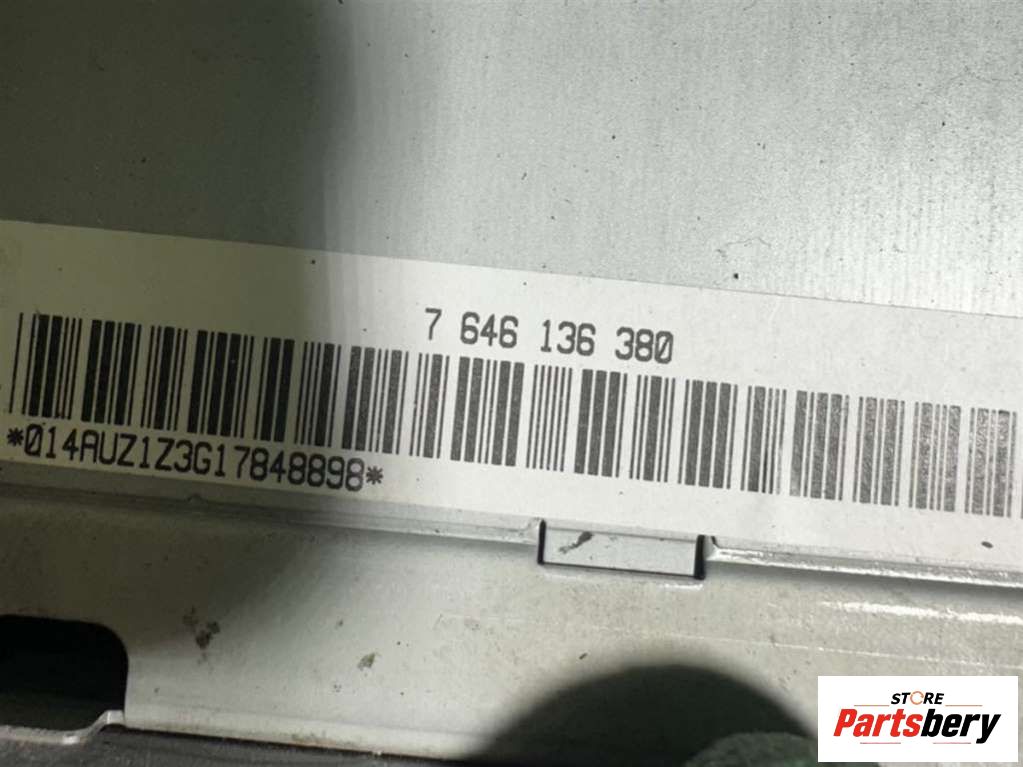 7 646 136 380
*014AUZ1Z3G17848898*
STORE
Partsbery